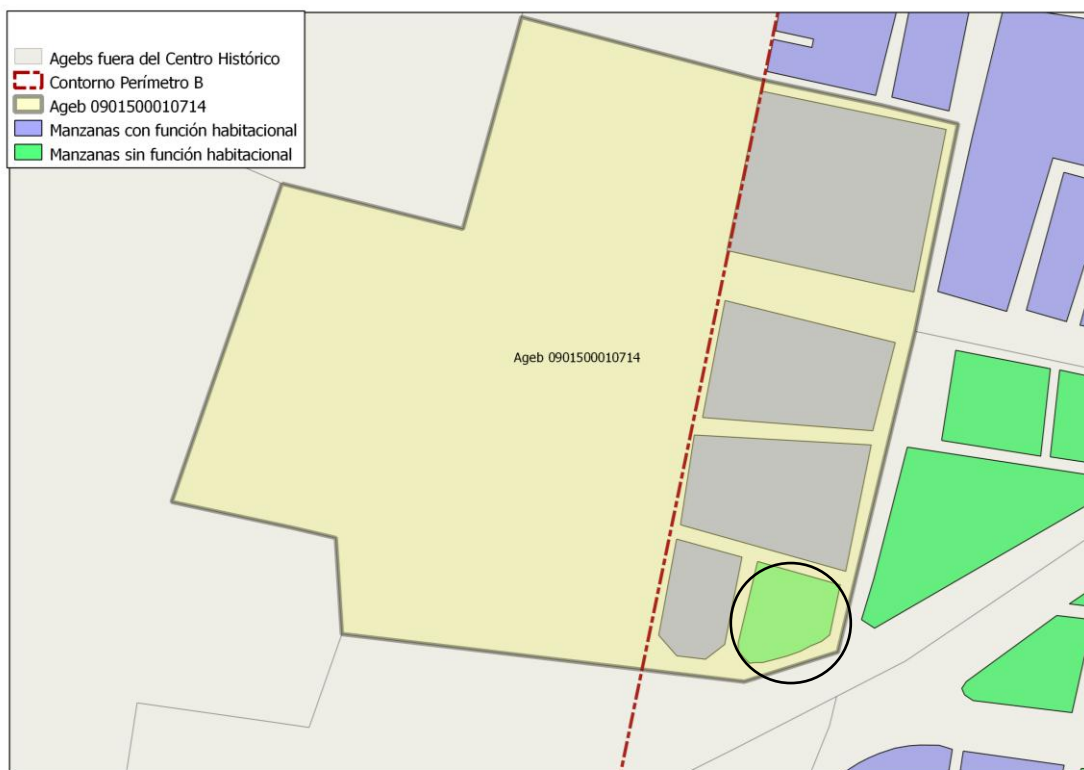 Agebs fuera del Centro Histórico
Contorno Perímetro B
Ageb 0901500010714
Manzanas con función habitacional
Manzanas sin función habitacional
Ageb 0901500010714